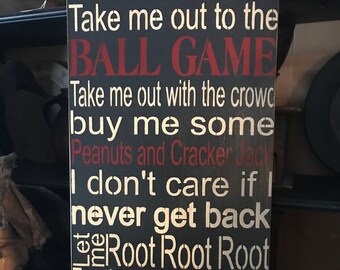 Take me out to the
BALL GAME
Take me out with the crowd
buy me some
Peanuts and Cracker Jack
I don't care if I
never get back
"Let me Root Root Root